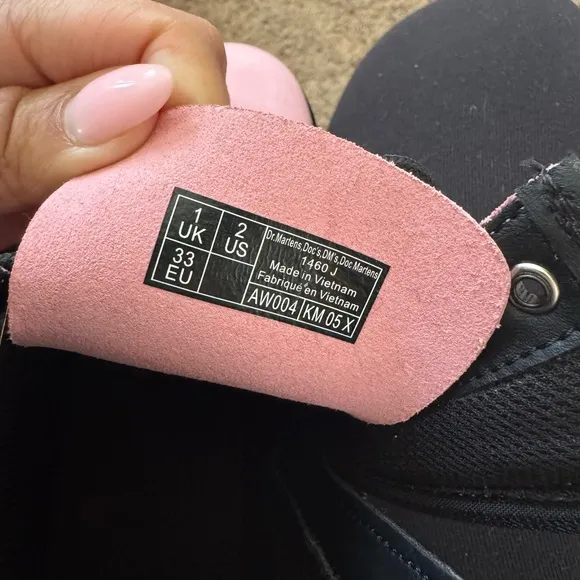 1
UK
2
US
33
EU
Dr.Martens,Doc's,DM's,Doc Martens
1460 J
Made in Vietnam
Fabriqué en Vietnam
AW004
KM 05 X